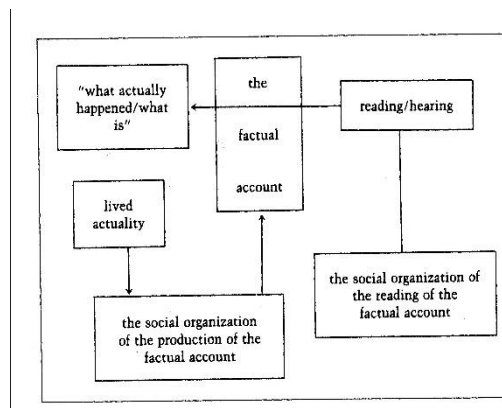 "what actually
happened/what
is"
the
factual
account
reading/hearing
lived
actuality
the social organization
of the production of the
factual account
the social organization of
the reading of the
factual account